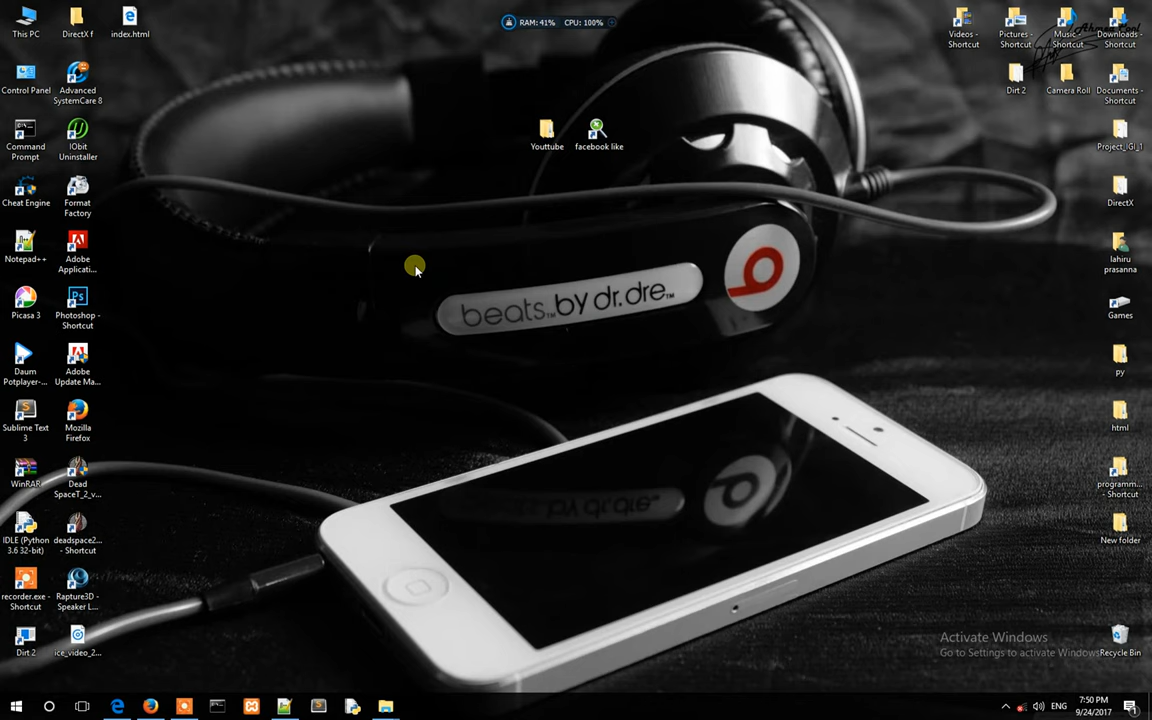 This PC
DirectX f
index.html
Control Panel
Advanced
SystemCare 8
Command
Prompt
IObit
Uninstaller
Cheat Engine
Format
Factory
Notepad++
Adobe
Applicati...
Picasa 3
Photoshop -
Shortcut
Daum
Potplayer-...
Adobe
Update Ma...
Sublime Text
3
Mozilla
Firefox
WinRAR
Dead
SpaceT_2_v...
IDLE (Python
3.6 32-bit)
deadspace2...
- Shortcut
recorder.exe -
Shortcut
Rapture3D -
Speaker L...
Dirt 2
ice_video_2...
RAM: 41% CPU: 100%
Youttube
facebook like
beats by dr.dre
Videos -
Shortcut
Pictures -
Shortcut
Music -
Shortcut
Downloads -
Shortcut
Dirt 2
Camera Roll
Documents -
Shortcut
Project_IGI_1
DirectX
lahiru
prasanna
Games
py
html
programm...
- Shortcut
New folder
Activate Windows
Go to Settings to activate Windows.
Recycle Bin
ENG
7:50 PM
9/24/2017